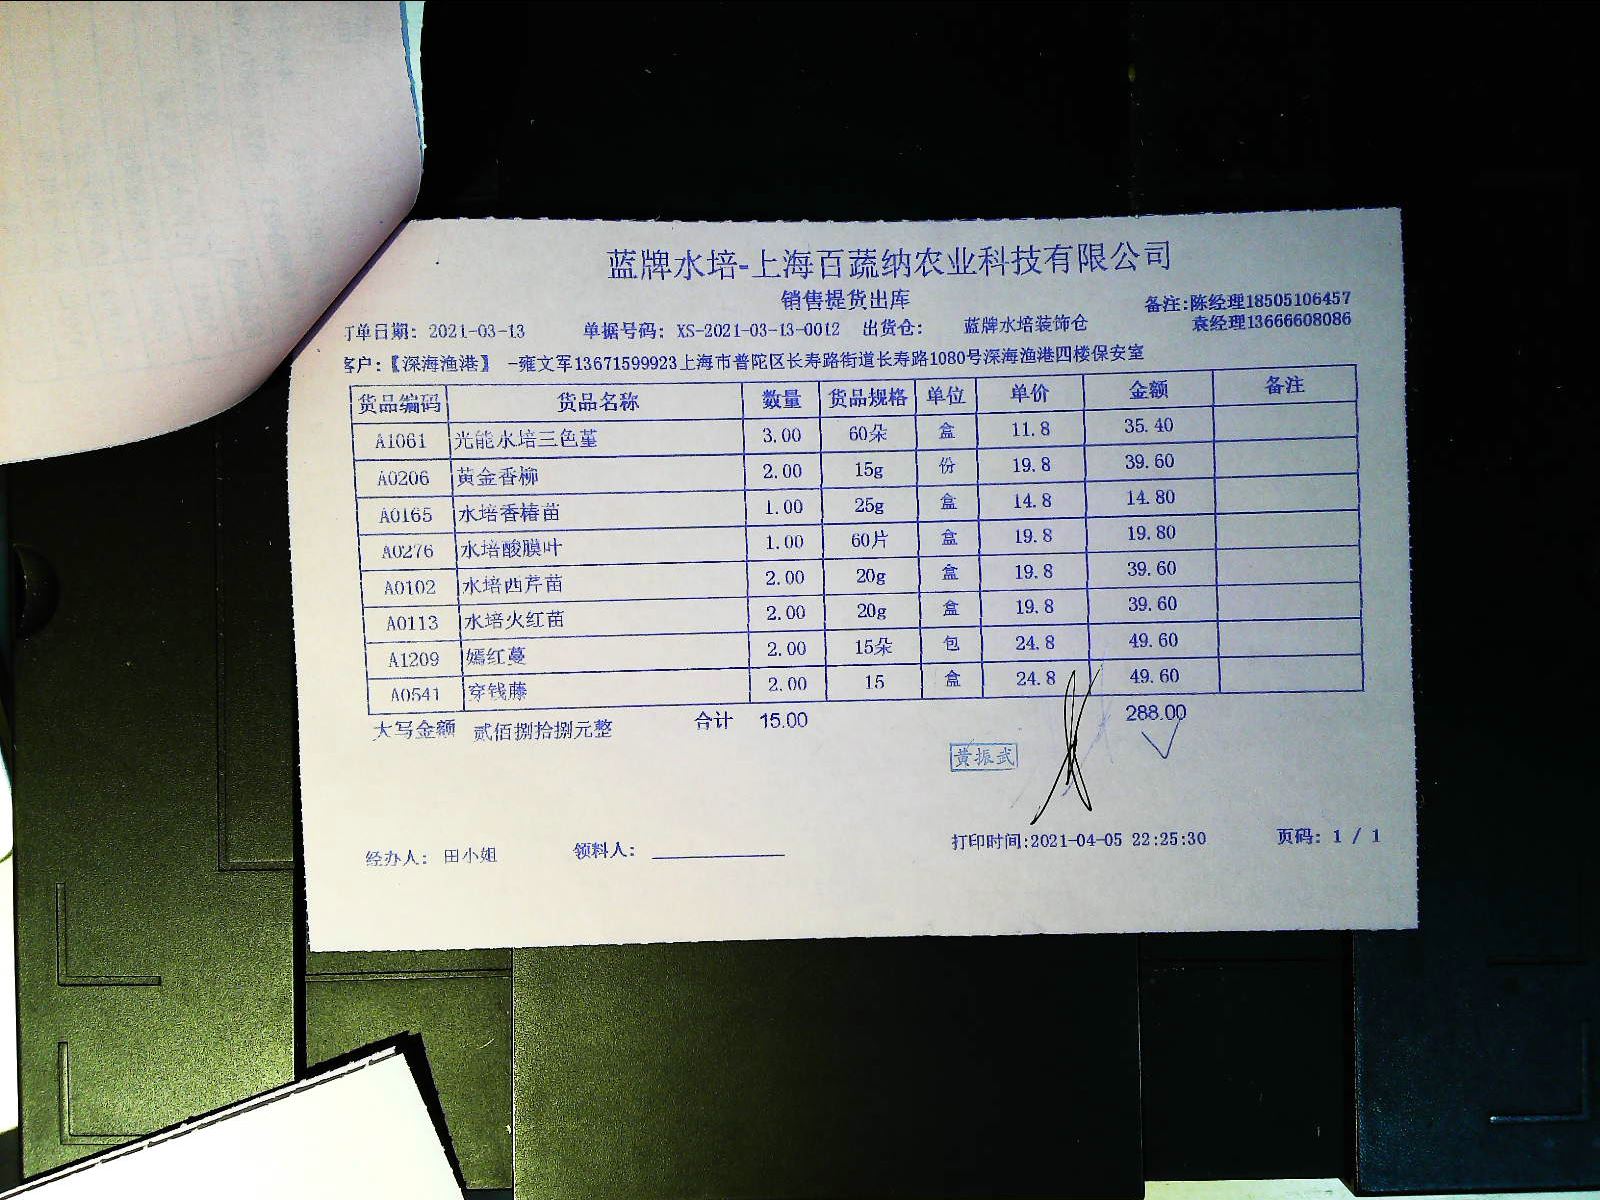 蓝牌水培-上海百蔬纳农业科技有限公司
销售提货出库
备注:陈经理18505106457
袁经理13666608086
订单日期: 2021-03-13 单据号码: XS-2021-03-13-0012 出货仓: 蓝牌水培装饰仓
客户:【深海渔港】 -雍文军13671599923上海市普陀区长寿路街道长寿路1080号深海渔港四楼保安室
货品编码 货品名称 数量 货品规格 单位 单价 金额 备注
A1061 光能水培三色堇 3.00 60朵 盒 11.8 35.40
A0206 黄金香柳 2.00 15g 份 19.8 39.60
A0165 水培香椿苗 1.00 25g 盒 14.8 14.80
A0276 水培酸膜叶 1.00 60片 盒 19.8 19.80
A0102 水培西芹苗 2.00 20g 盒 19.8 39.60
A0113 水培火红苗 2.00 20g 盒 19.8 39.60
A1209 嫣红蔓 2.00 15朵 包 24.8 49.60
A0541 穿钱藤 2.00 15 盒 24.8 49.60
大写金额 贰佰捌拾捌元整 合计 15.00 288.00
黄振武
经办人: 田小姐 领料人: 打印时间:2021-04-05 22:25:30 页码: 1 / 1